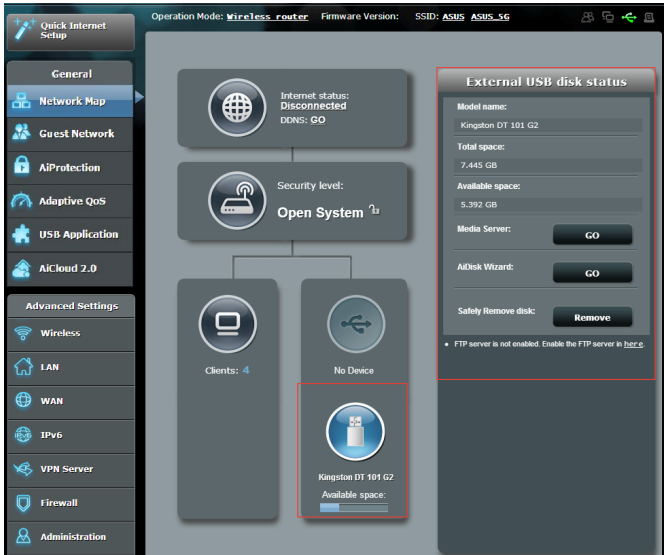 Operation Mode: Wireless router Firmware Version: SSID: ASUS ASUS_5G
Quick Internet
Setup
General
Network Map
Guest Network
AiProtection
Adaptive QoS
USB Application
AiCloud 2.0
Advanced Settings
Wireless
LAN
WAN
IPv6
VPN Server
Firewall
Administration
Internet status:
Disconnected
DDNS: GO
Security level:
Open System
Clients: 4
No Device
Kingston DT 101 G2
Available space:
External USB disk status
Model name:
Kingston DT 101 G2
Total space:
7.445 GB
Available space:
5.392 GB
Media Server: GO
AiDisk Wizard: GO
Safely Remove disk: Remove
• FTP server is not enabled. Enable the FTP server in here.